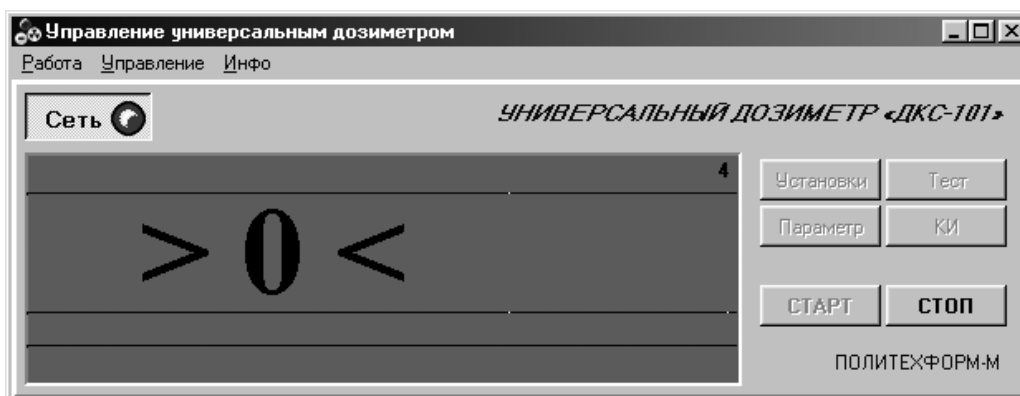 Управление универсальным дозиметром
Работа Управление Инфо
Сеть
УНИВЕРСАЛЬНЫЙ ДОЗИМЕТР «ДКС-101»
4
> 0 <
Установки Тест
Параметр КИ
СТАРТ СТОП
ПОЛИТЕХФОРМ-М